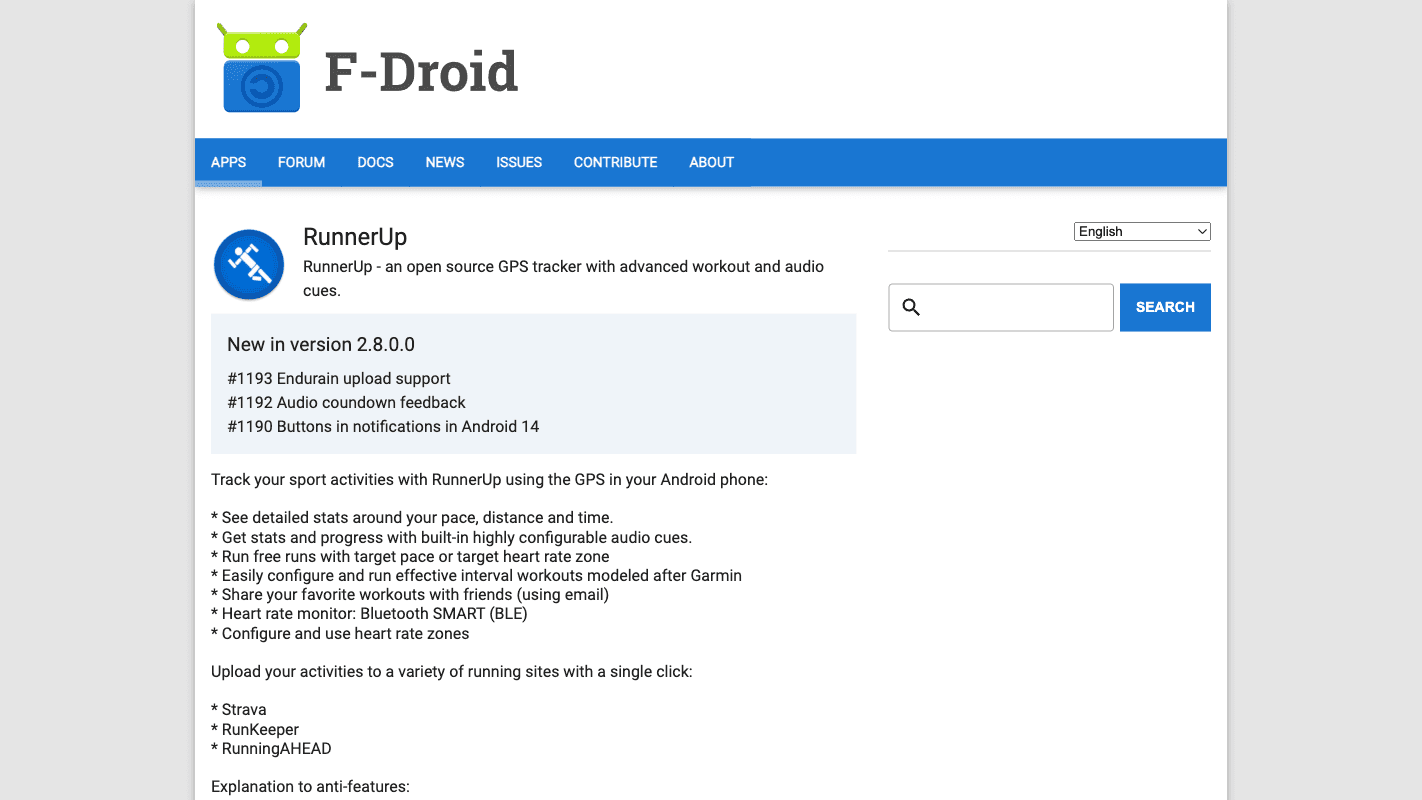 F-Droid
APPS FORUM DOCS NEWS ISSUES CONTRIBUTE ABOUT
RunnerUp
RunnerUp - an open source GPS tracker with advanced workout and audio
cues.
New in version 2.8.0.0
#1193 Endurain upload support
#1192 Audio coundown feedback
#1190 Buttons in notifications in Android 14
Track your sport activities with RunnerUp using the GPS in your Android phone:
* See detailed stats around your pace, distance and time.
* Get stats and progress with built-in highly configurable audio cues.
* Run free runs with target pace or target heart rate zone
* Easily configure and run effective interval workouts modeled after Garmin
* Share your favorite workouts with friends (using email)
* Heart rate monitor: Bluetooth SMART (BLE)
* Configure and use heart rate zones
Upload your activities to a variety of running sites with a single click:
* Strava
* RunKeeper
* RunningAHEAD
Explanation to anti-features:
English
SEARCH